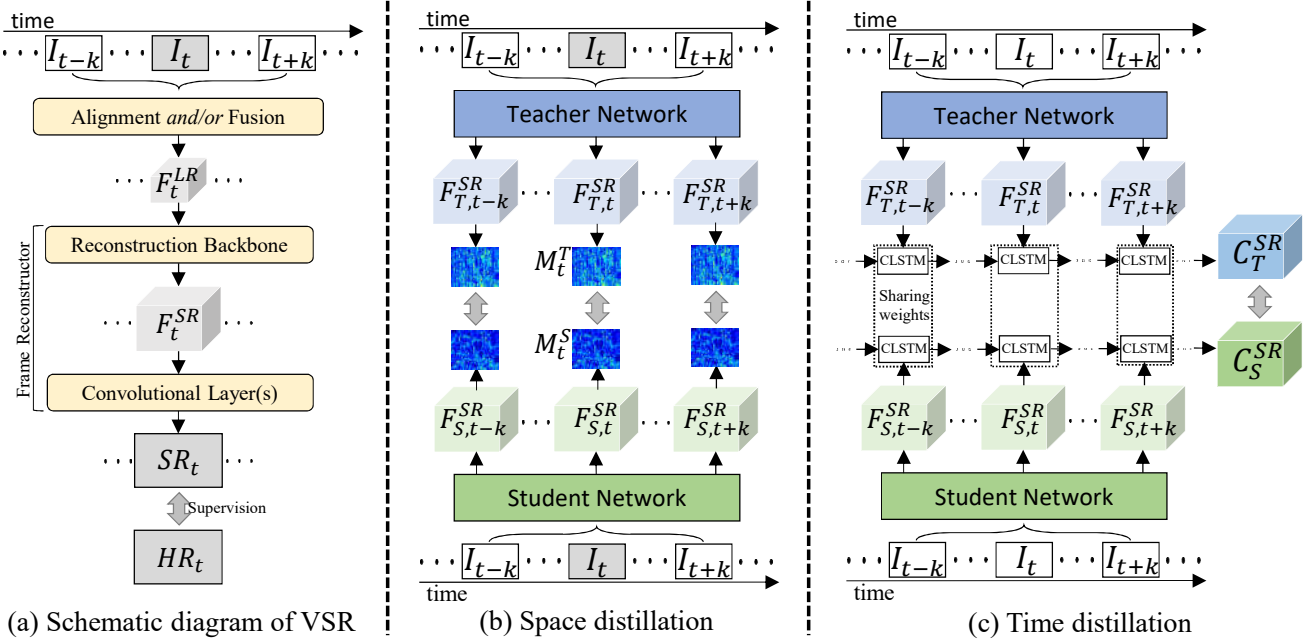 time
I_{t-k} I_t I_{t+k}
Alignment and/or Fusion
F_t^{LR}
Reconstruction Backbone
Frame Reconstructor
F_t^{SR}
Convolutional Layer(s)
SR_t
Supervision
HR_t
(a) Schematic diagram of VSR
time
I_{t-k} I_t I_{t+k}
Teacher Network
F_{T,t-k}^{SR} F_{T,t}^{SR} F_{T,t+k}^{SR}
M_t^T
M_t^S
F_{S,t-k}^{SR} F_{S,t}^{SR} F_{S,t+k}^{SR}
Student Network
I_{t-k} I_t I_{t+k}
time
(b) Space distillation
time
I_{t-k} I_t I_{t+k}
Teacher Network
F_{T,t-k}^{SR} F_{T,t}^{SR} F_{T,t+k}^{SR}
CLSTM CLSTM CLSTM
C_T^{SR}
Sharing
weights
CLSTM CLSTM CLSTM
C_S^{SR}
F_{S,t-k}^{SR} F_{S,t}^{SR} F_{S,t+k}^{SR}
Student Network
I_{t-k} I_t I_{t+k}
time
(c) Time distillation